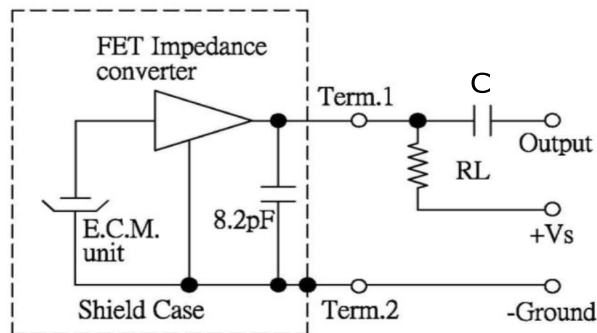 FET Impedance
converter
Term.1
C
Output
RL
8.2pF
E.C.M.
unit
+Vs
Shield Case
Term.2
-Ground